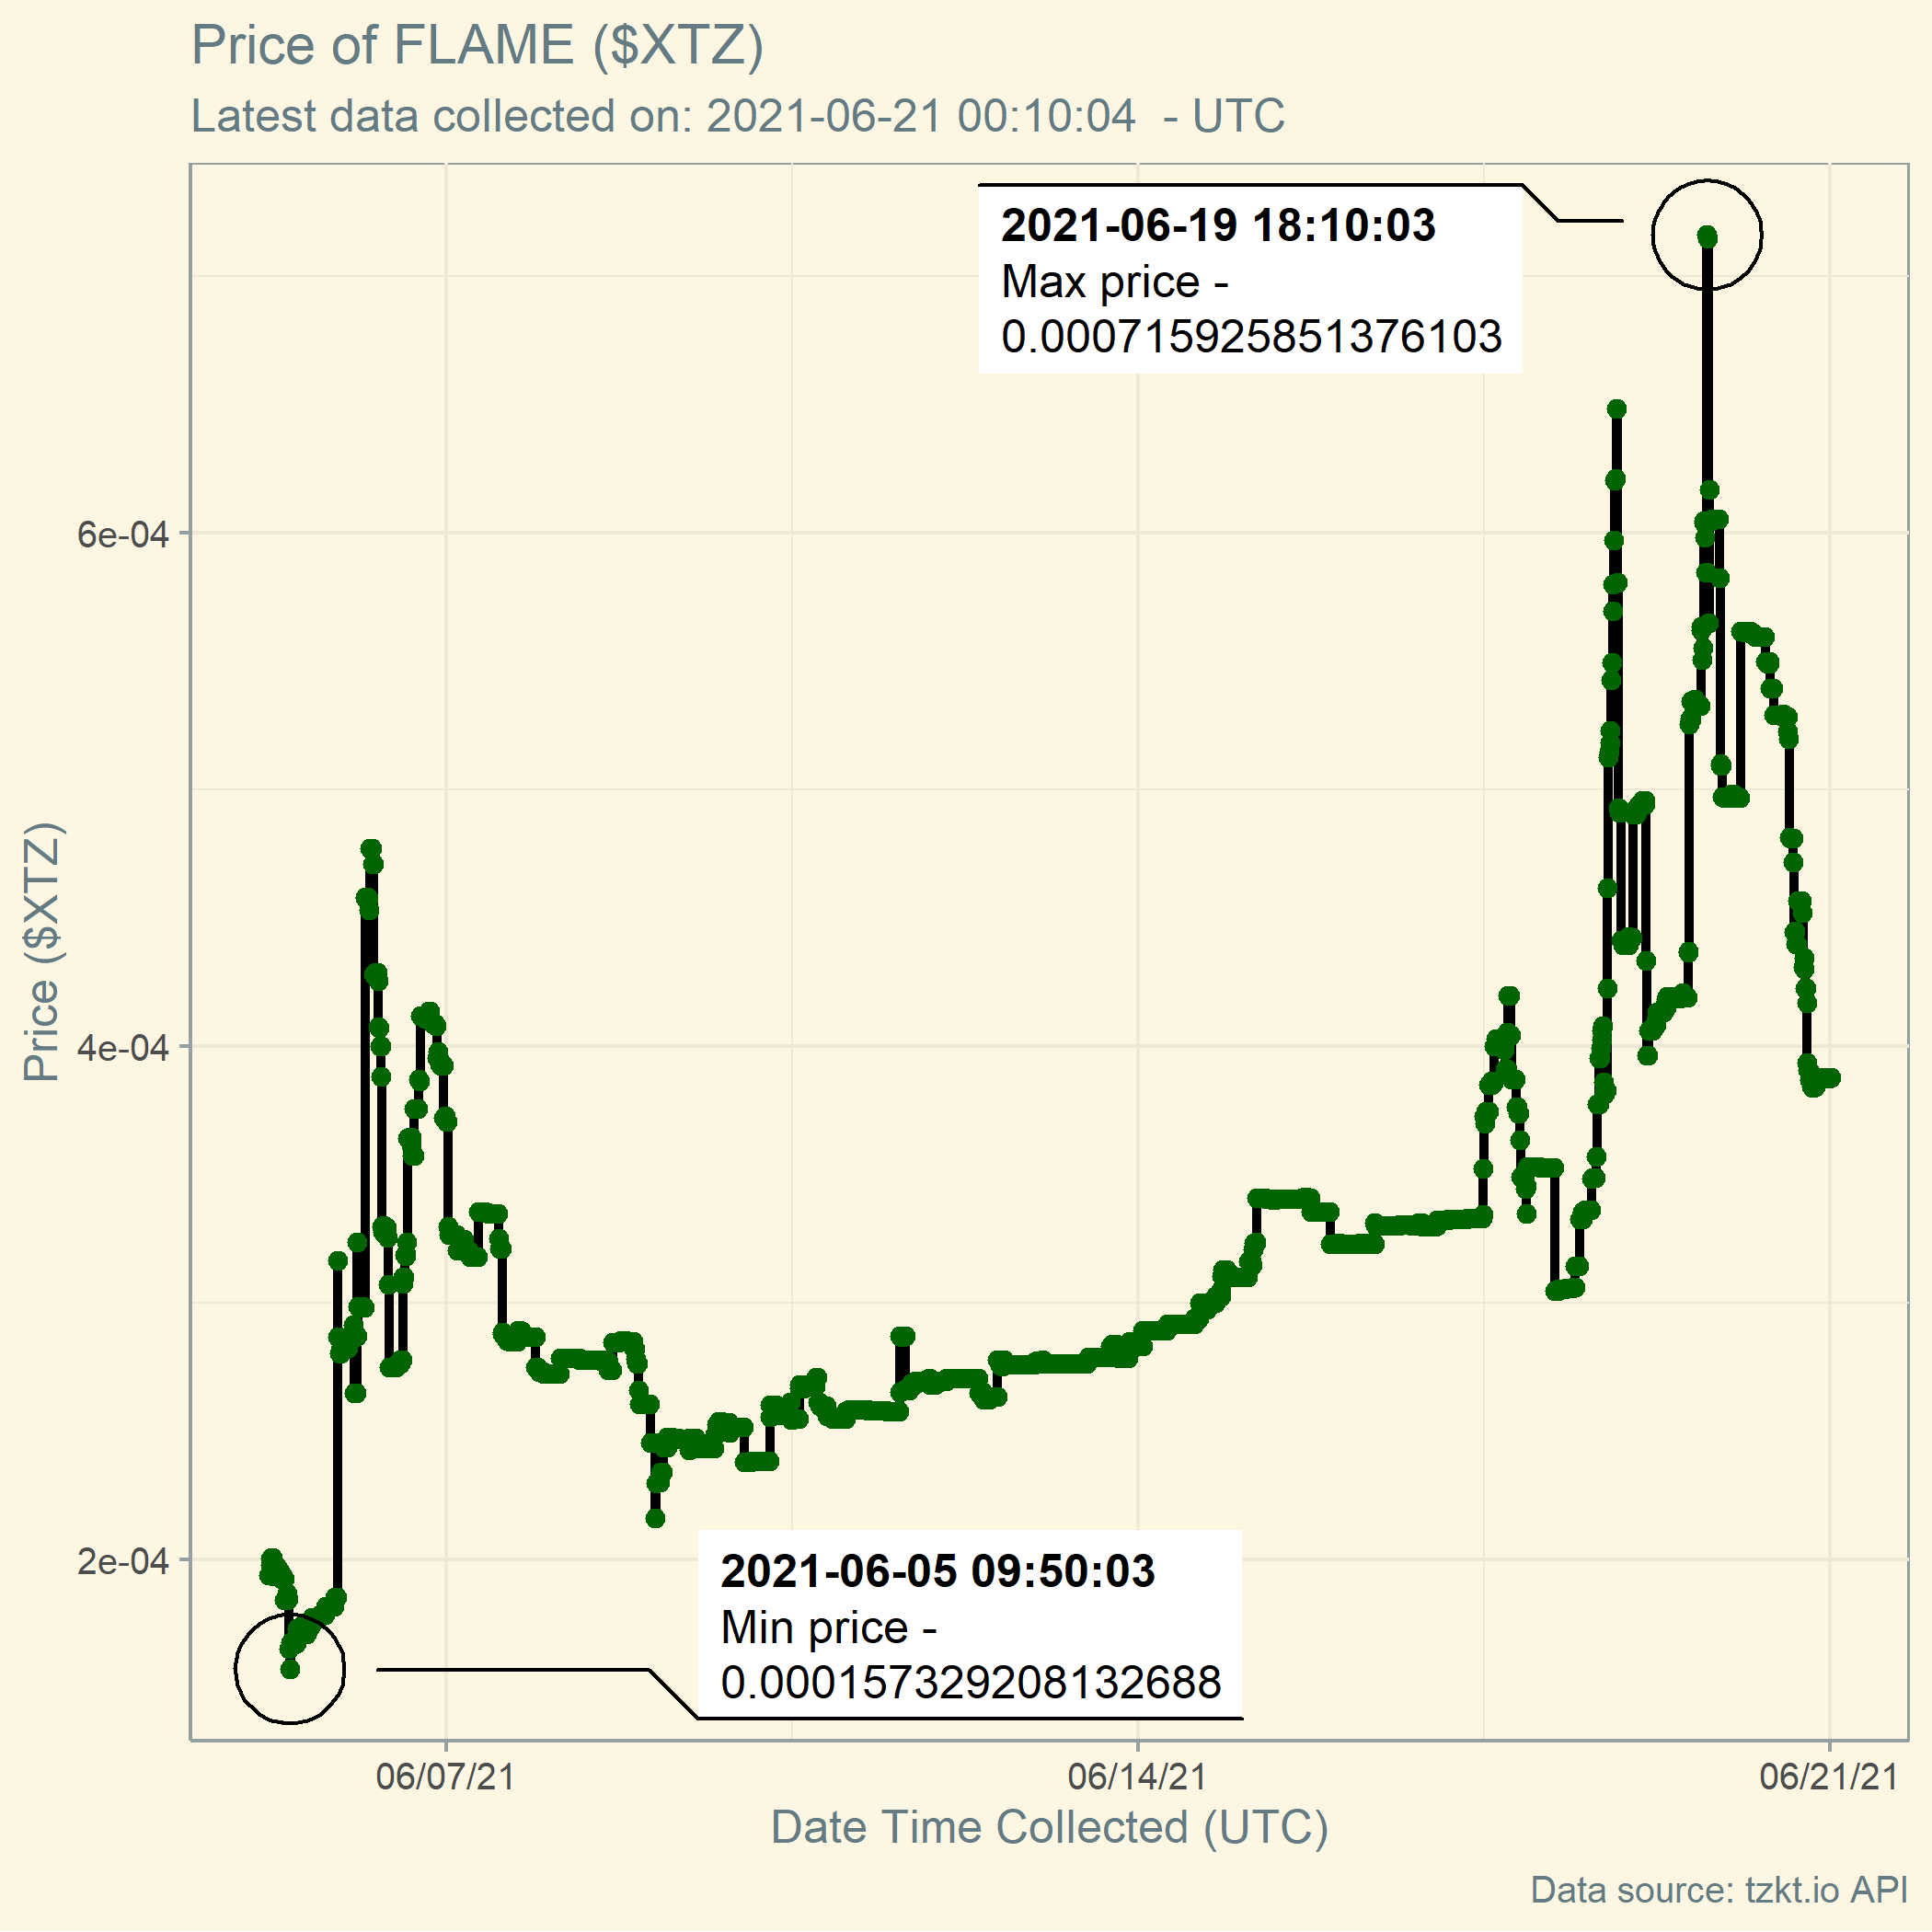 Price of FLAME ($XTZ)
Latest data collected on: 2021-06-21 00:10:04  - UTC
2021-06-19 18:10:03
Max price -
0.000715925851376103
6e-04
Price ($XTZ)
4e-04
2e-04
2021-06-05 09:50:03
Min price -
0.000157329208132688
06/07/21
06/14/21
06/21/21
Date Time Collected (UTC)
Data source: tzkt.io API